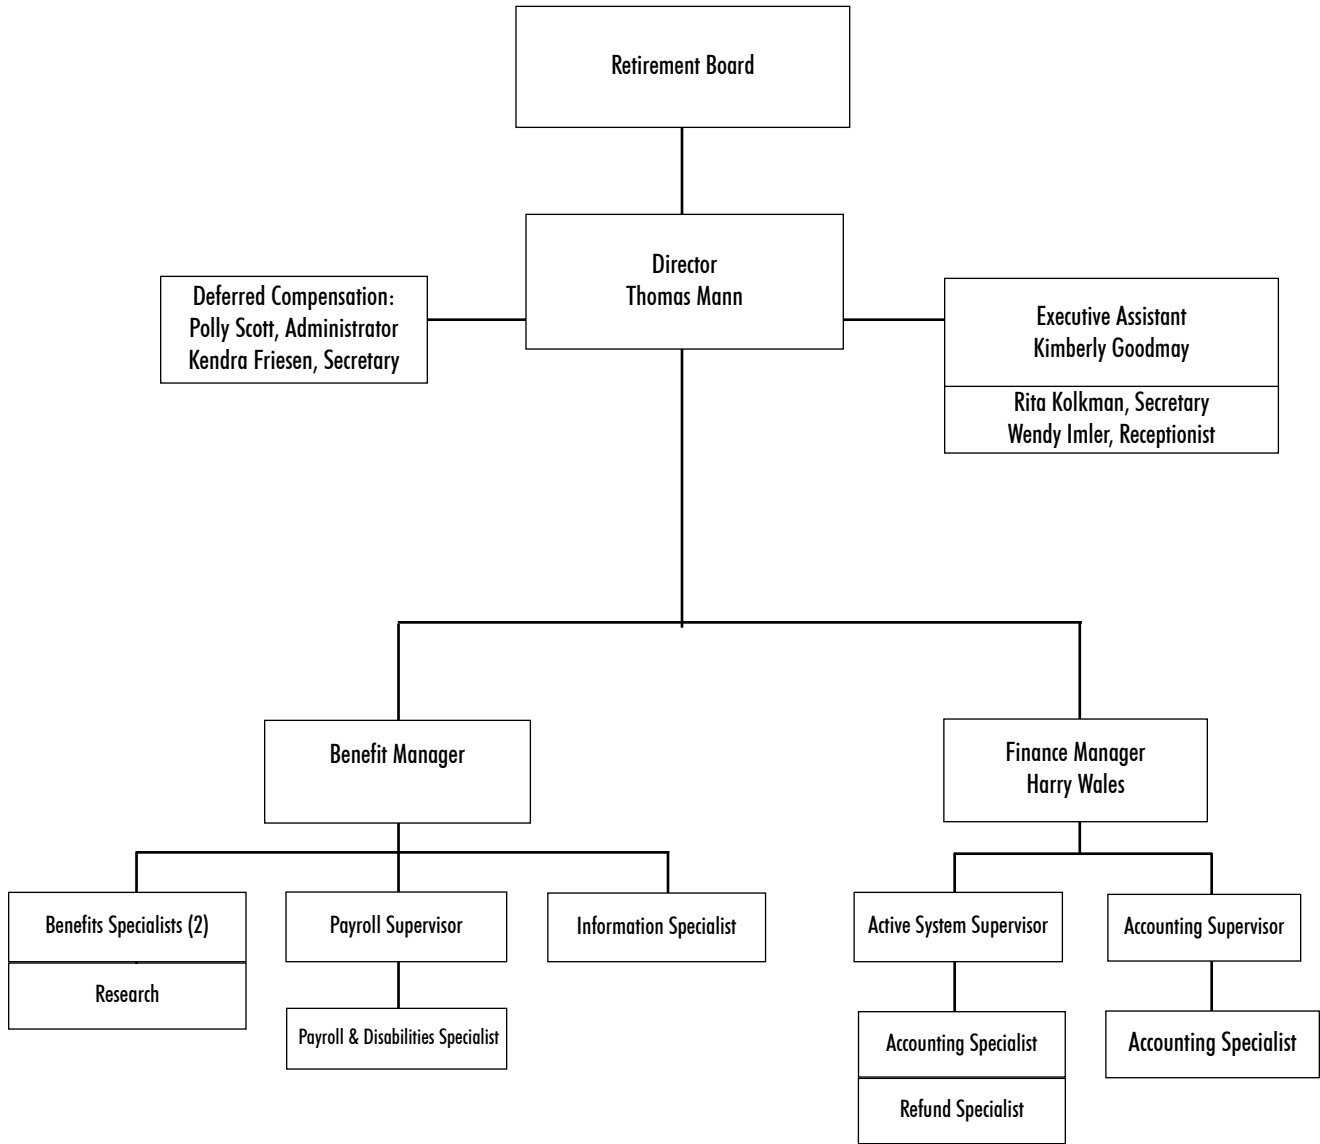 Retirement Board
Director
Thomas Mann
Deferred Compensation:
Polly Scott, Administrator
Kendra Friesen, Secretary
Executive Assistant
Kimberly Goodmay
Rita Kolkman, Secretary
Wendy Imler, Receptionist
Benefit Manager
Finance Manager
Harry Wales
Benefits Specialists (2)
Research
Payroll Supervisor
Payroll & Disabilities Specialist
Information Specialist
Active System Supervisor
Accounting Specialist
Refund Specialist
Accounting Supervisor
Accounting Specialist